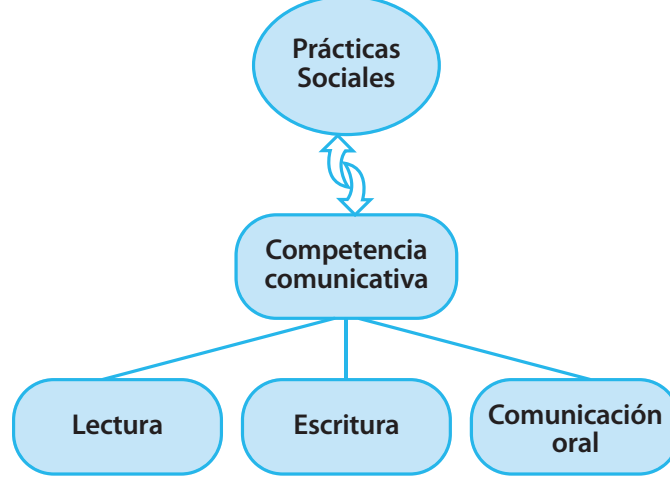 Prácticas
Sociales
Competencia
comunicativa
Lectura
Escritura
Comunicación
oral